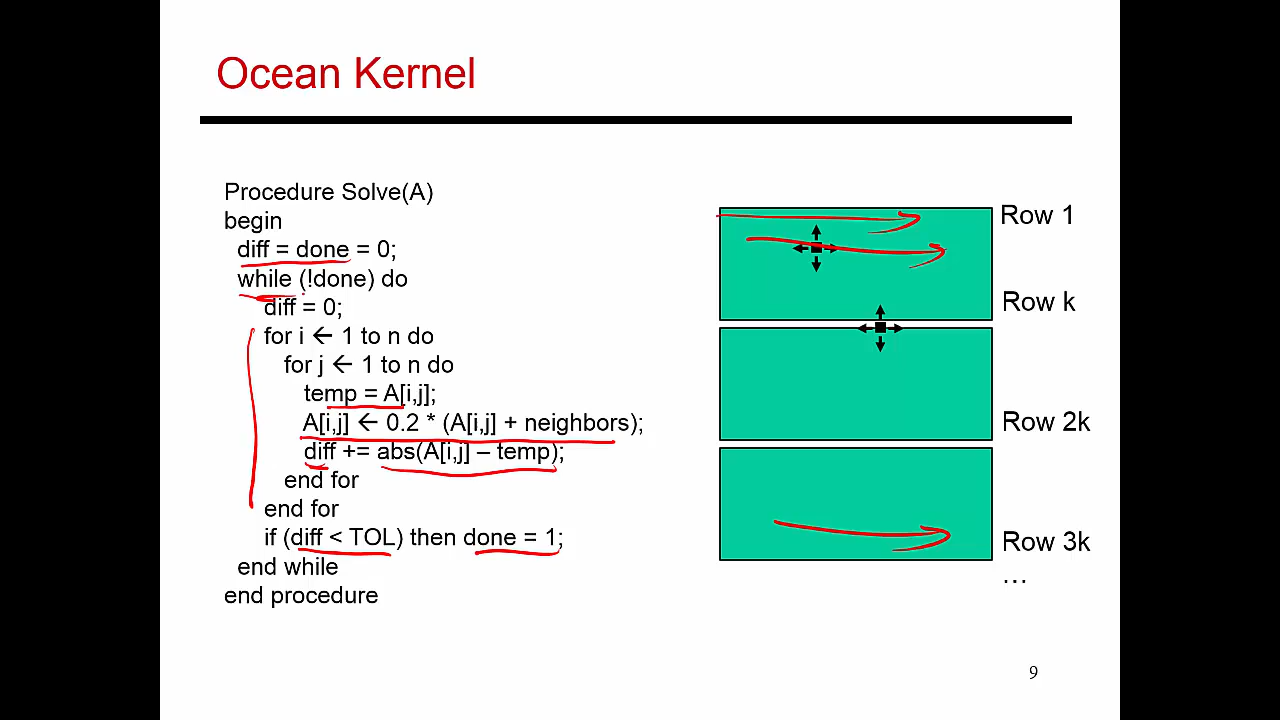 Ocean Kernel
Procedure Solve(A)
begin
diff = done = 0;
while (!done) do
diff = 0;
for i ← 1 to n do
for j ← 1 to n do
temp = A[i,j];
A[i,j] ← 0.2 * (A[i,j] + neighbors);
diff += abs(A[i,j] – temp);
end for
end for
if (diff < TOL) then done = 1;
end while
end procedure
Row 1
Row k
Row 2k
Row 3k
…
9